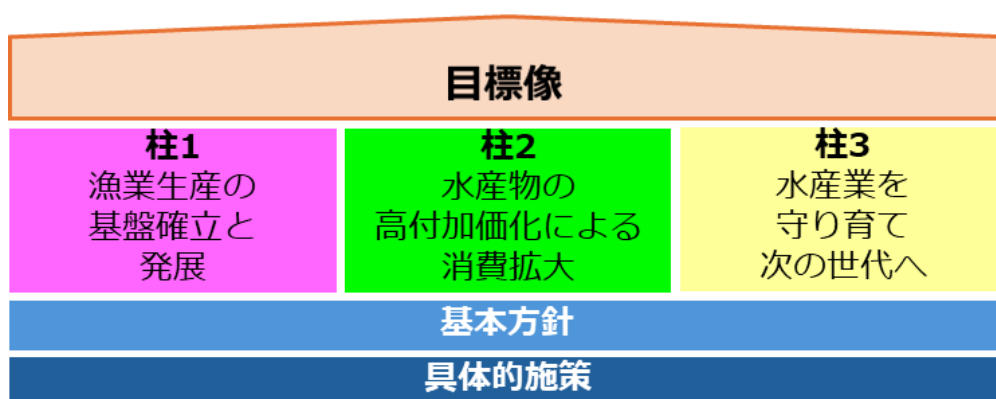 目標像
柱1
漁業生産の
基盤確立と
発展
柱2
水産物の
高付加価化による
消費拡大
柱3
水産業を
守り育て
次の世代へ
基本方針
具体的施策